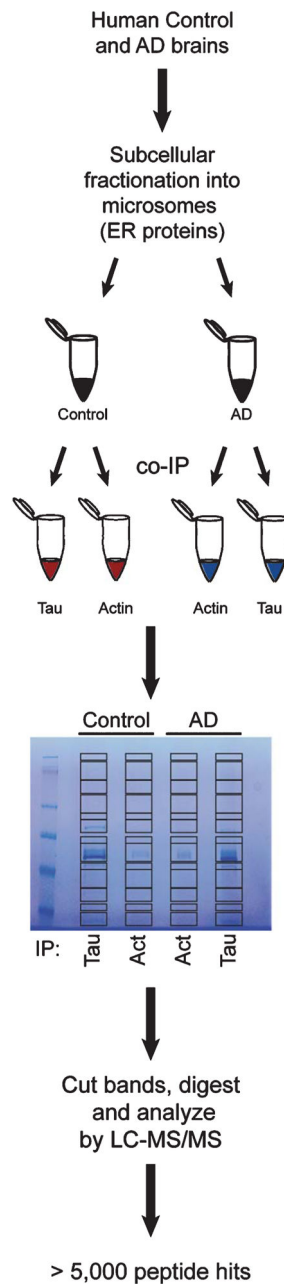 Human Control
and AD brains
Subcellular
fractionation into
microsomes
(ER proteins)
Control
AD
co-IP
Tau
Actin
Actin
Tau
Control
AD
IP:
Tau
Act
Act
Tau
Cut bands, digest
and analyze
by LC-MS/MS
> 5,000 peptide hits